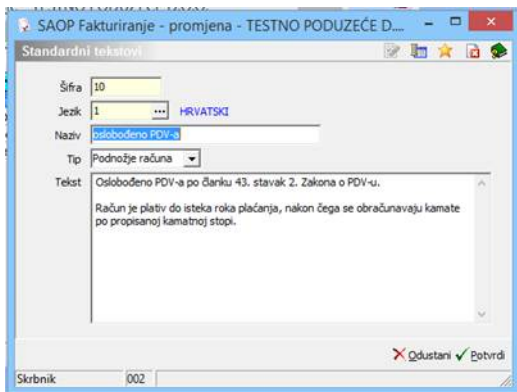 SAOP Fakturiranje - promjena - TESTNO PODUZEĆE D....
Standardni tekstovi
Šifra 10
Jezik 1 ... HRVATSKI
Naziv oslobođeno PDV-a
Tip Podnožje računa
Tekst Oslobođeno PDV-a po članku 43. stavak 2. Zakona o PDV-u.
Račun je plativ do isteka roka plaćanja, nakon čega se obračunavaju kamate
po propisanoj kamatnoj stopi.
Odustani Potvrdi
Skrbnik 002